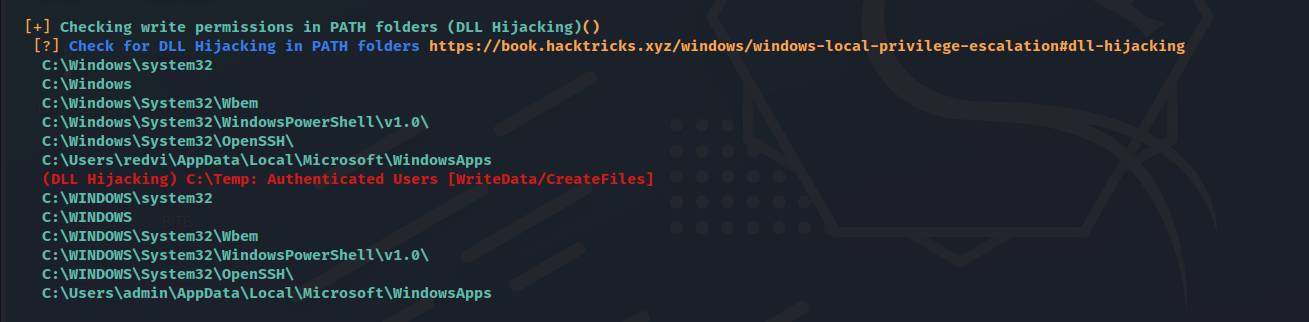 [+] Checking write permissions in PATH folders (DLL Hijacking)()
[?] Check for DLL Hijacking in PATH folders https://book.hacktricks.xyz/windows/windows-local-privilege-escalation#dll-hijacking
C:\Windows\system32
C:\Windows
C:\Windows\System32\Wbem
C:\Windows\System32\WindowsPowerShell\v1.0\
C:\Windows\System32\OpenSSH\
C:\Users\redvi\AppData\Local\Microsoft\WindowsApps
(DLL Hijacking) C:\Temp: Authenticated Users [WriteData/CreateFiles]
C:\WINDOWS\system32
C:\WINDOWS
C:\WINDOWS\System32\Wbem
C:\WINDOWS\System32\WindowsPowerShell\v1.0\
C:\WINDOWS\System32\OpenSSH\
C:\Users\admin\AppData\Local\Microsoft\WindowsApps